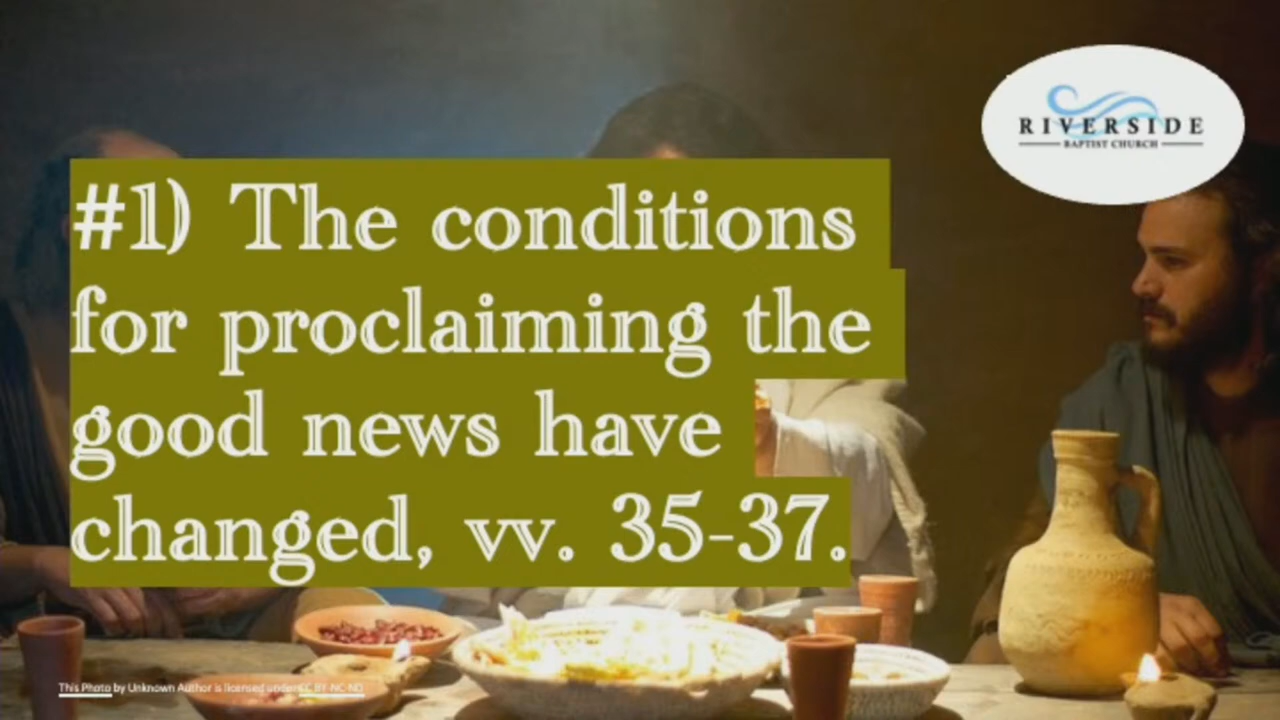 RIVERSIDE
BAPTIST CHURCH
#1) The conditions
for proclaiming the
good news have
changed, vv. 35-37.
This Photo by Unknown Author is licensed under CC BY-NC-ND